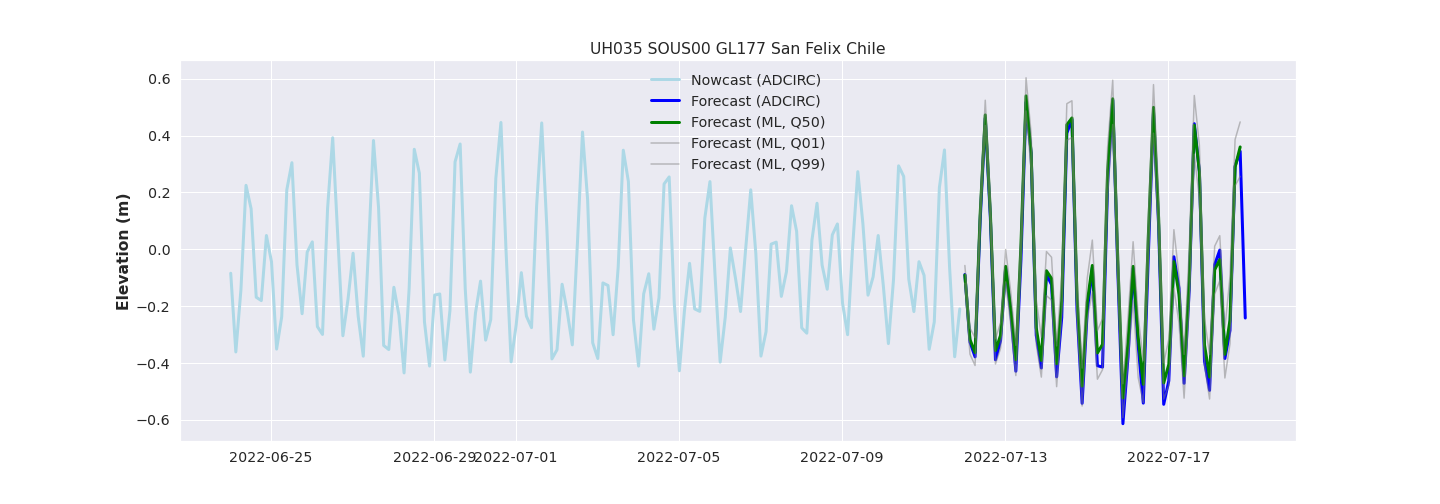 UH035 SOUS00 GL177 San Felix Chile
Nowcast (ADCIRC)
Forecast (ADCIRC)
Forecast (ML, Q50)
Forecast (ML, Q01)
Forecast (ML, Q99)
Elevation (m)
0.6
0.4
0.2
0.0
−0.2
−0.4
−0.6
2022-06-25 2022-06-29 2022-07-01 2022-07-05 2022-07-09 2022-07-13 2022-07-17